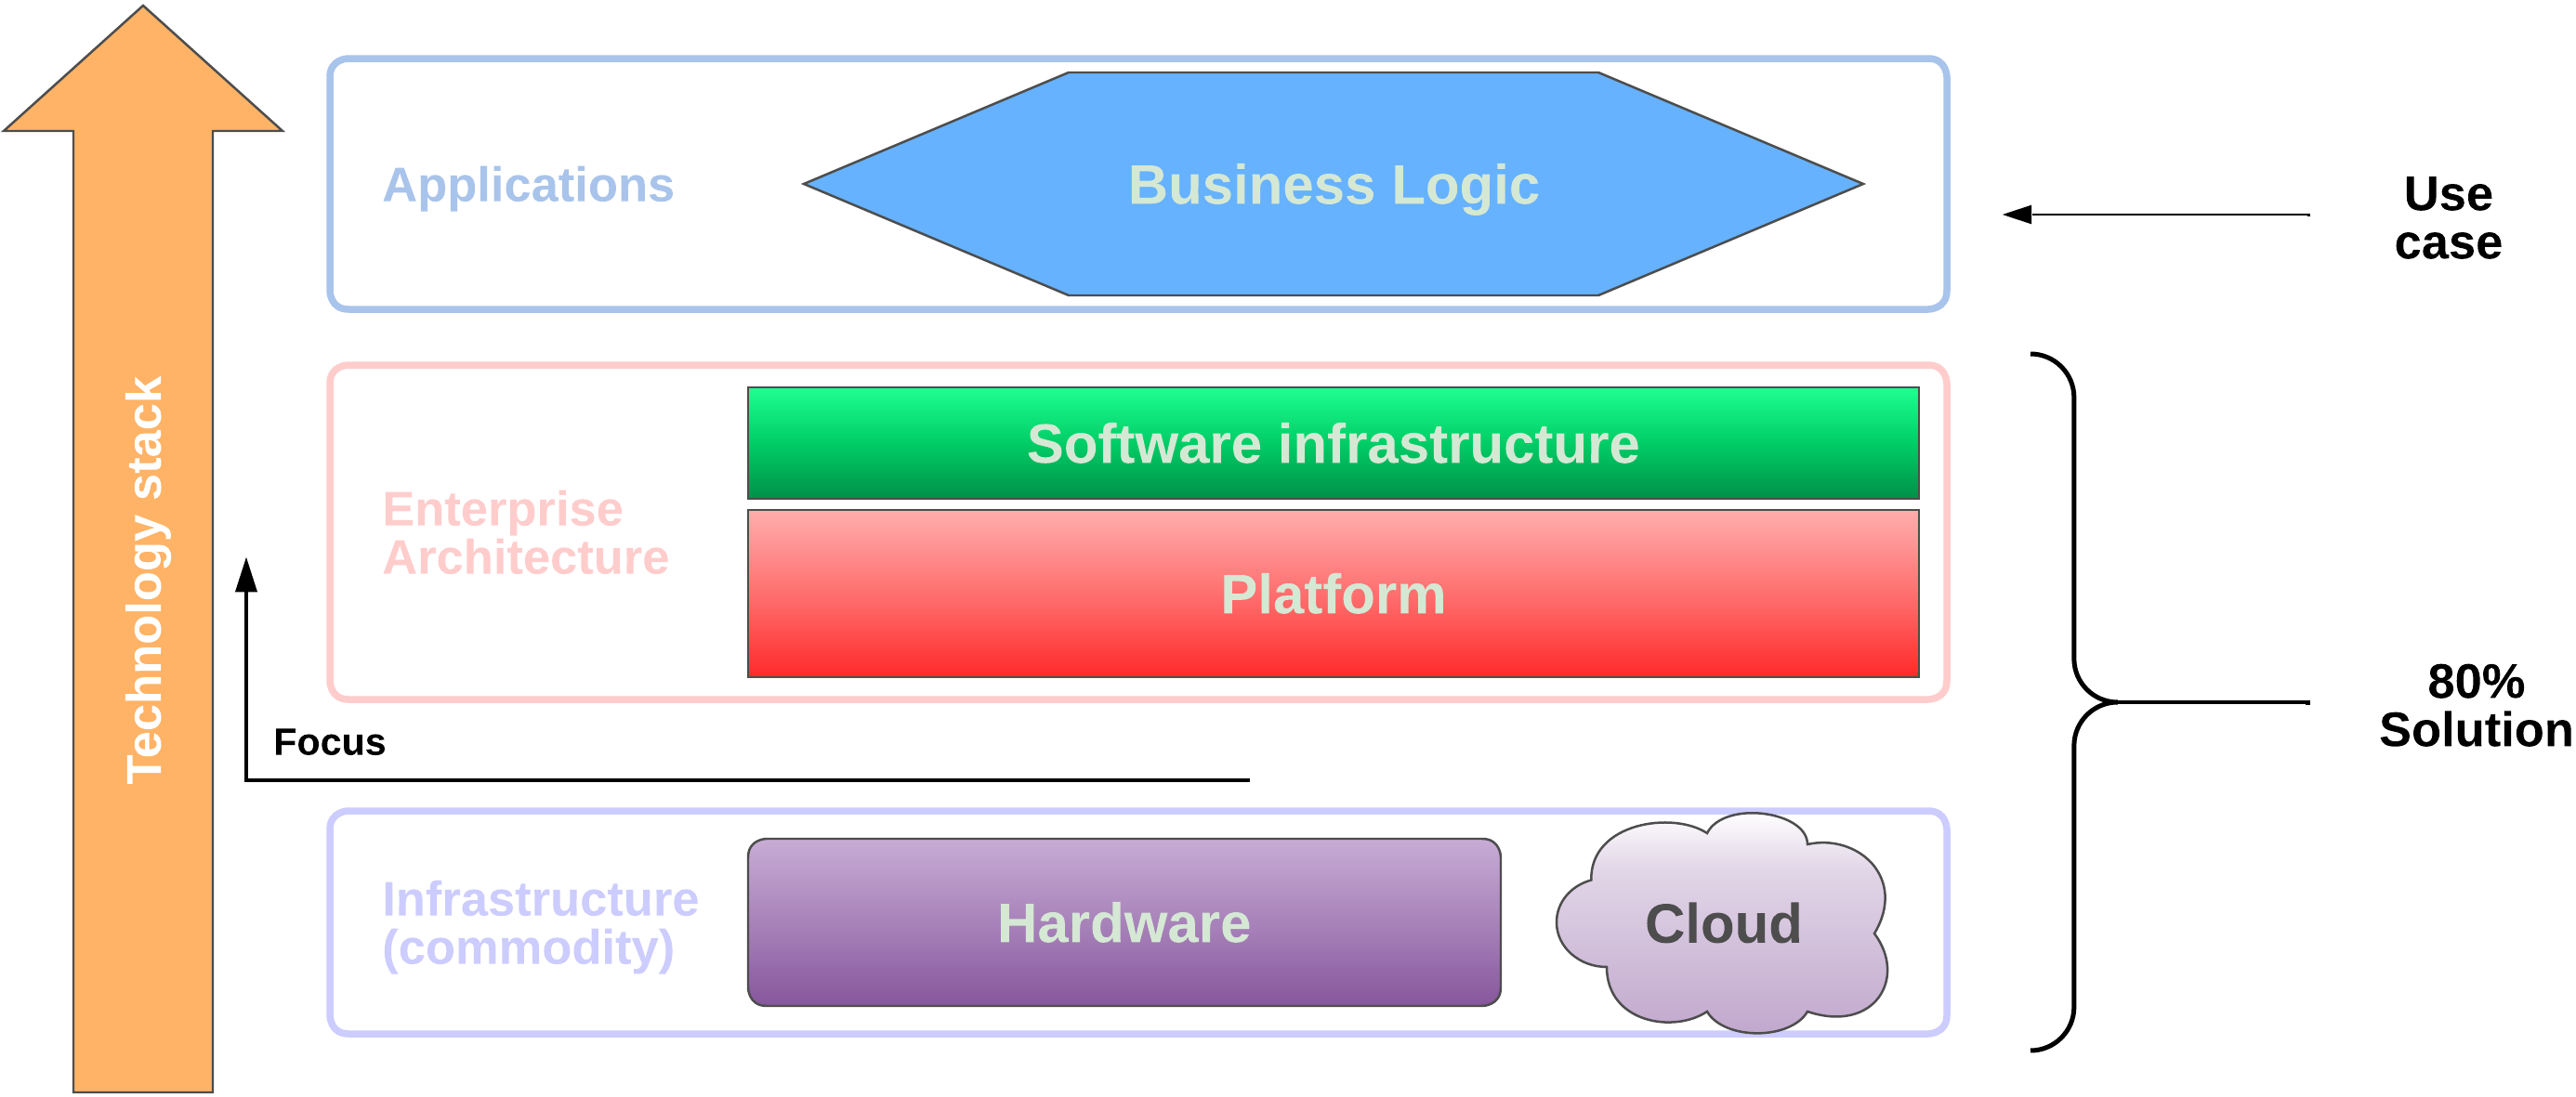 Technology stack
Applications
Business Logic
Use
case
Enterprise
Architecture
Software infrastructure
Platform
80%
Solution
Focus
Infrastructure
(commodity)
Hardware
Cloud